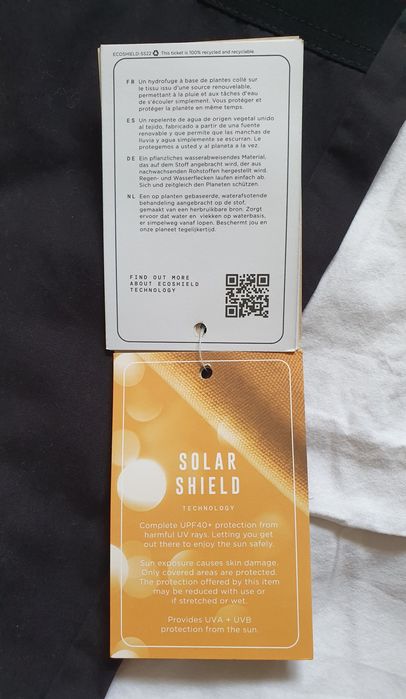 ECOSHIELD-SS22 This ticket is 100% recycled and recyclable.
FR Un hydrofuge à base de plantes collé sur
le tissu issu d'une source renouvelable,
permettant à la pluie et aux tâches d'eau
de s'écouler simplement. Vous protéger et
protéger la planète en même temps.
ES Un repelente de agua de origen vegetal unido
al tejido, fabricado a partir de una fuente
renovable y que permite que las manchas de
lluvia y agua simplemente se escurran. Le
protegemos a usted y al planeta a la vez.
DE Ein pflanzliches wasserabweisendes Material,
das auf dem Stoff angebracht wird, der aus
nachwachsenden Rohstoffen hergestellt wird.
Regen- und Wasserflecken laufen einfach ab.
Sich und zeitgleich den Planeten schützen.
NL Een op planten gebaseerde, waterafsotende
behandeling aangebracht op de stof,
gemaakt van een herbruikbare bron. Zorgt
ervoor dat water en vlekken op waterbasis,
er simpelweg vanaf lopen. Beschermt jou en
onze planeet tegelijkertijd.
FIND OUT MORE
ABOUT ECOSHIELD
TECHNOLOGY
SOLAR
SHIELD
TECHNOLOGY
Complete UPF40+ protection from
harmful UV rays. Letting you get
out there to enjoy the sun safely.
Sun exposure causes skin damage.
Only covered areas are protected.
The protection offered by this item
may be reduced with use or
if stretched or wet.
Provides UVA + UVB
protection from the sun.